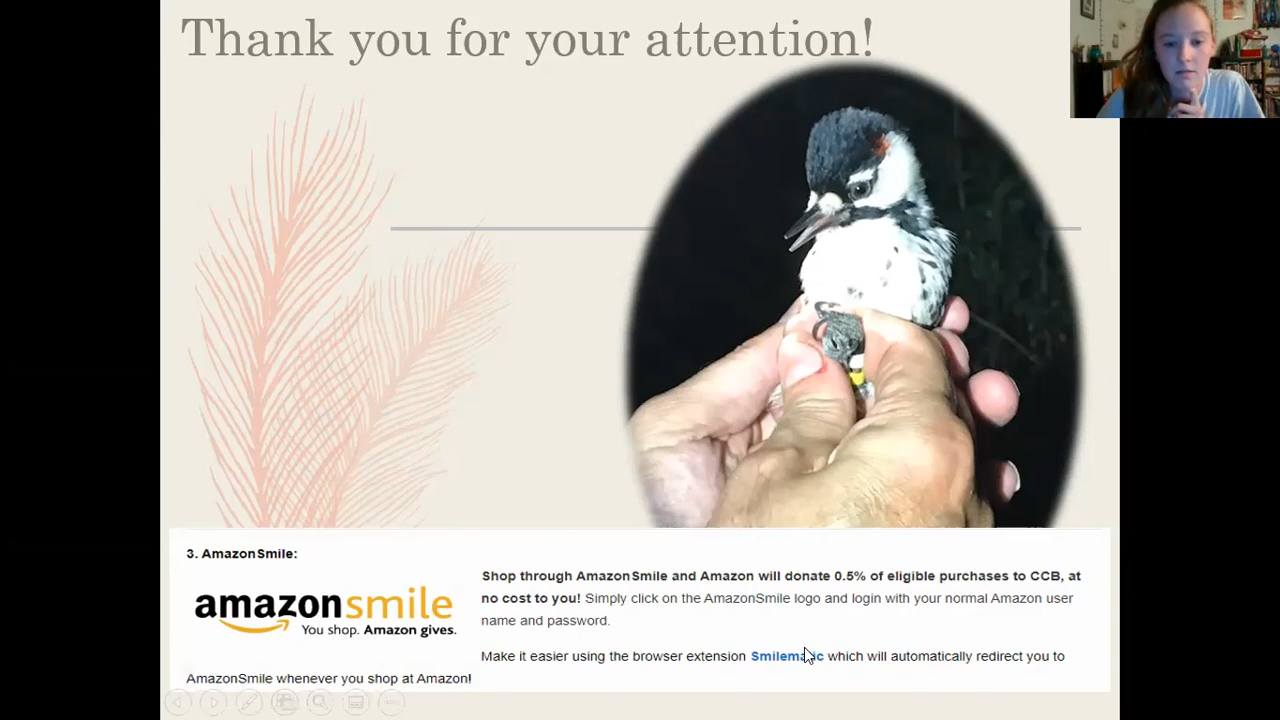 Thank you for your attention!
3. AmazonSmile:
Shop through AmazonSmile and Amazon will donate 0.5% of eligible purchases to CCB, at
no cost to you! Simply click on the AmazonSmile logo and login with your normal Amazon user
name and password.
amazonsmile
You shop. Amazon gives.
Make it easier using the browser extension Smilematic which will automatically redirect you to
AmazonSmile whenever you shop at Amazon!